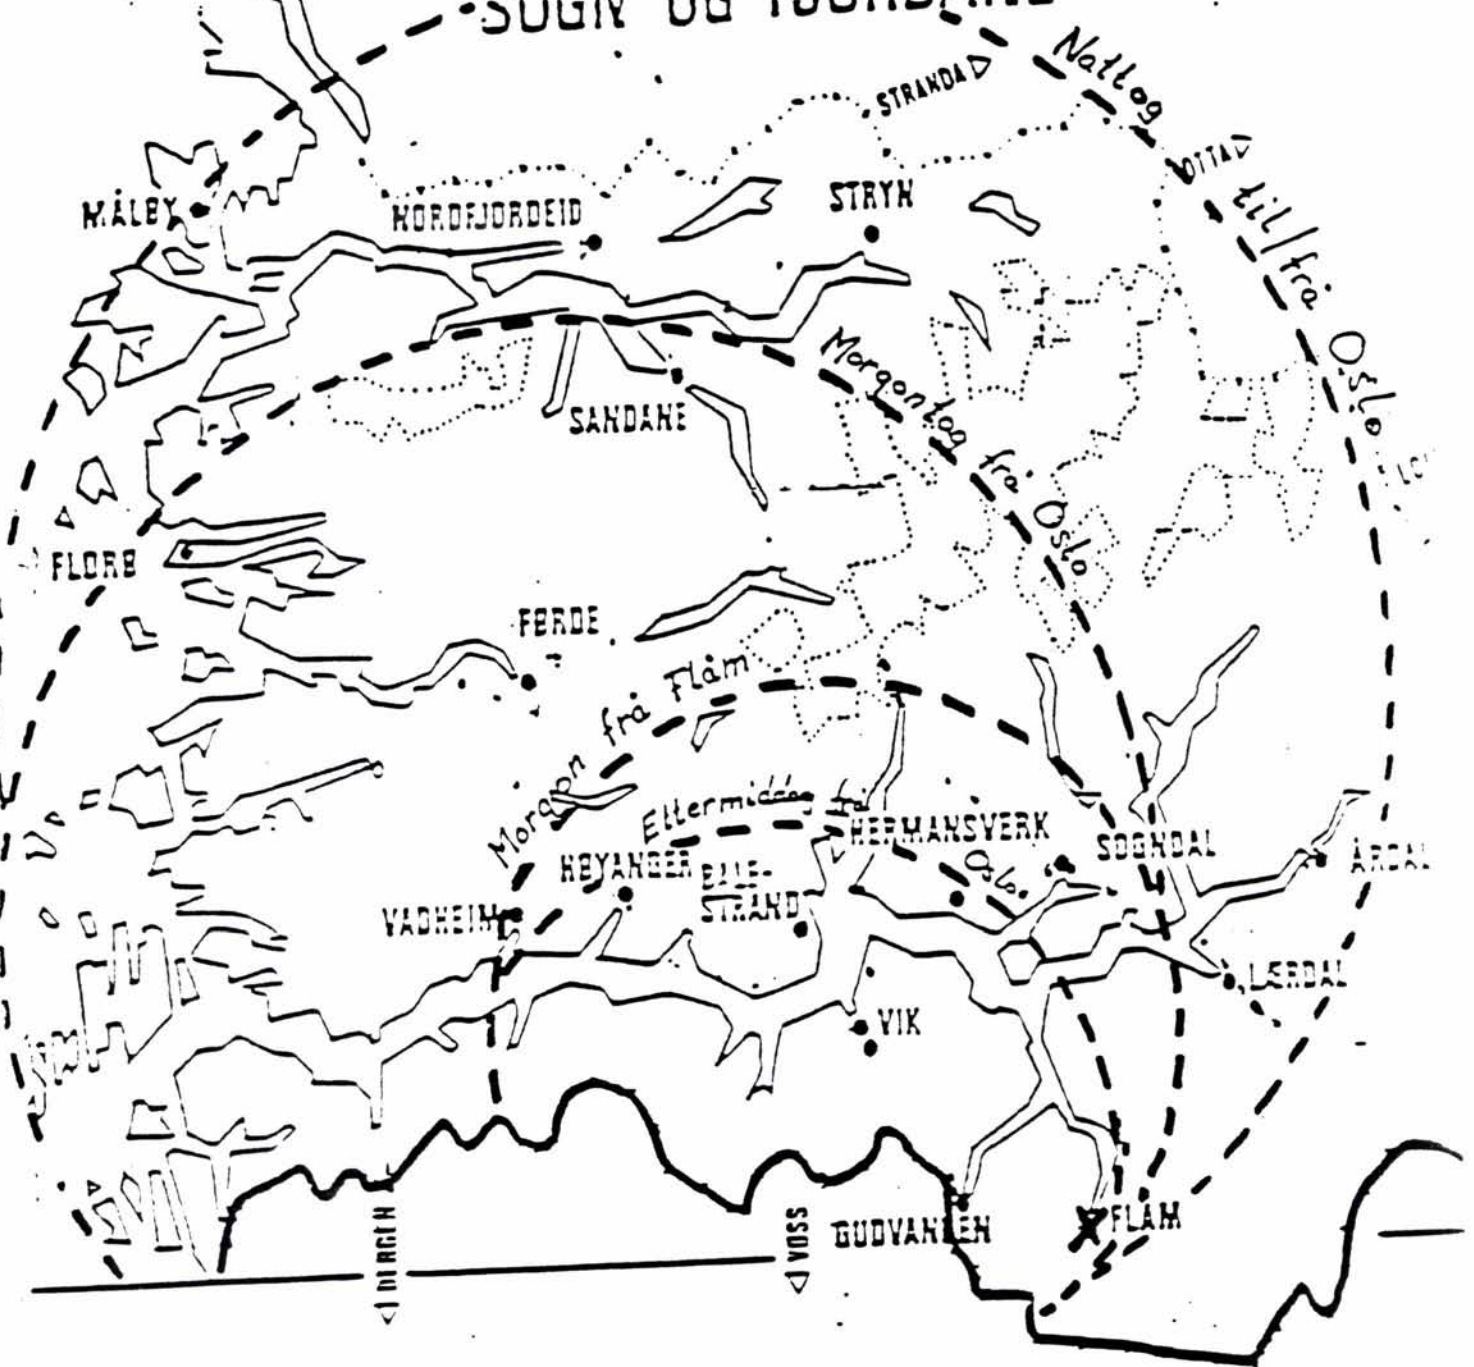 SOGN OG FJORDANE
STRANDA
Nattog til/frå Oslo
OTTA
MÅLØY
NORDFJORDEID
STRYN
Morgontog frå Oslo
SANDANE
FLORØ
FØRDE
Morgon frå Flåm
Ettermiddag frå Oslo
HERMANSVERK
SOGNDAL
ÅRDAL
HØYANGER
BALE-
STRAND
VADHEIM
LÆRDAL
VIK
BERGEN
VOSS
GUDVANGEN
FLÅM